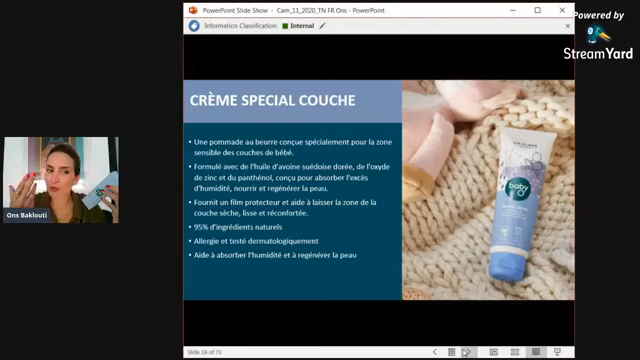 PowerPoint Slide Show - Cam_11_2020_TN FR Ons - PowerPoint
Information Classification: Internal
Powered by
StreamYard
CRÈME SPECIAL COUCHE
• Une pommade au beurre conçue spécialement pour la zone
sensible des couches de bébé.
• Formulé avec de l'huile d'avoine suédoise dorée, de l'oxyde
de zinc et du panthénol, conçu pour absorber l'excès
d'humidité, nourrir et regénérer la peau.
• Fournit un film protecteur et aide à laisser la zone de la
couche sèche, lisse et réconfortée.
• 95% d'ingrédients naturels
• Allergie et testé dermatologiquement
• Aide à absorber l'humidité et à regénérer la peau
ORIFLAME
baby
Ons Baklouti
Slide 19 of 73